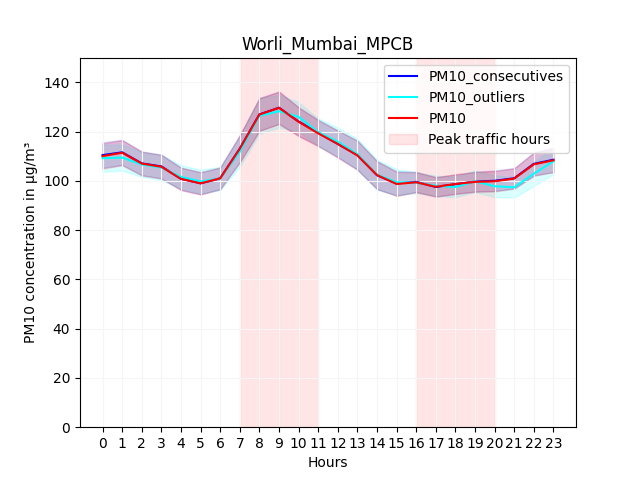 Worli_Mumbai_MPCB
PM10_consecutives
PM10_outliers
PM10
Peak traffic hours
PM10 concentration in μg/m³
140
120
100
80
60
40
20
0
0 1 2 3 4 5 6 7 8 9 10 11 12 13 14 15 16 17 18 19 20 21 22 23
Hours